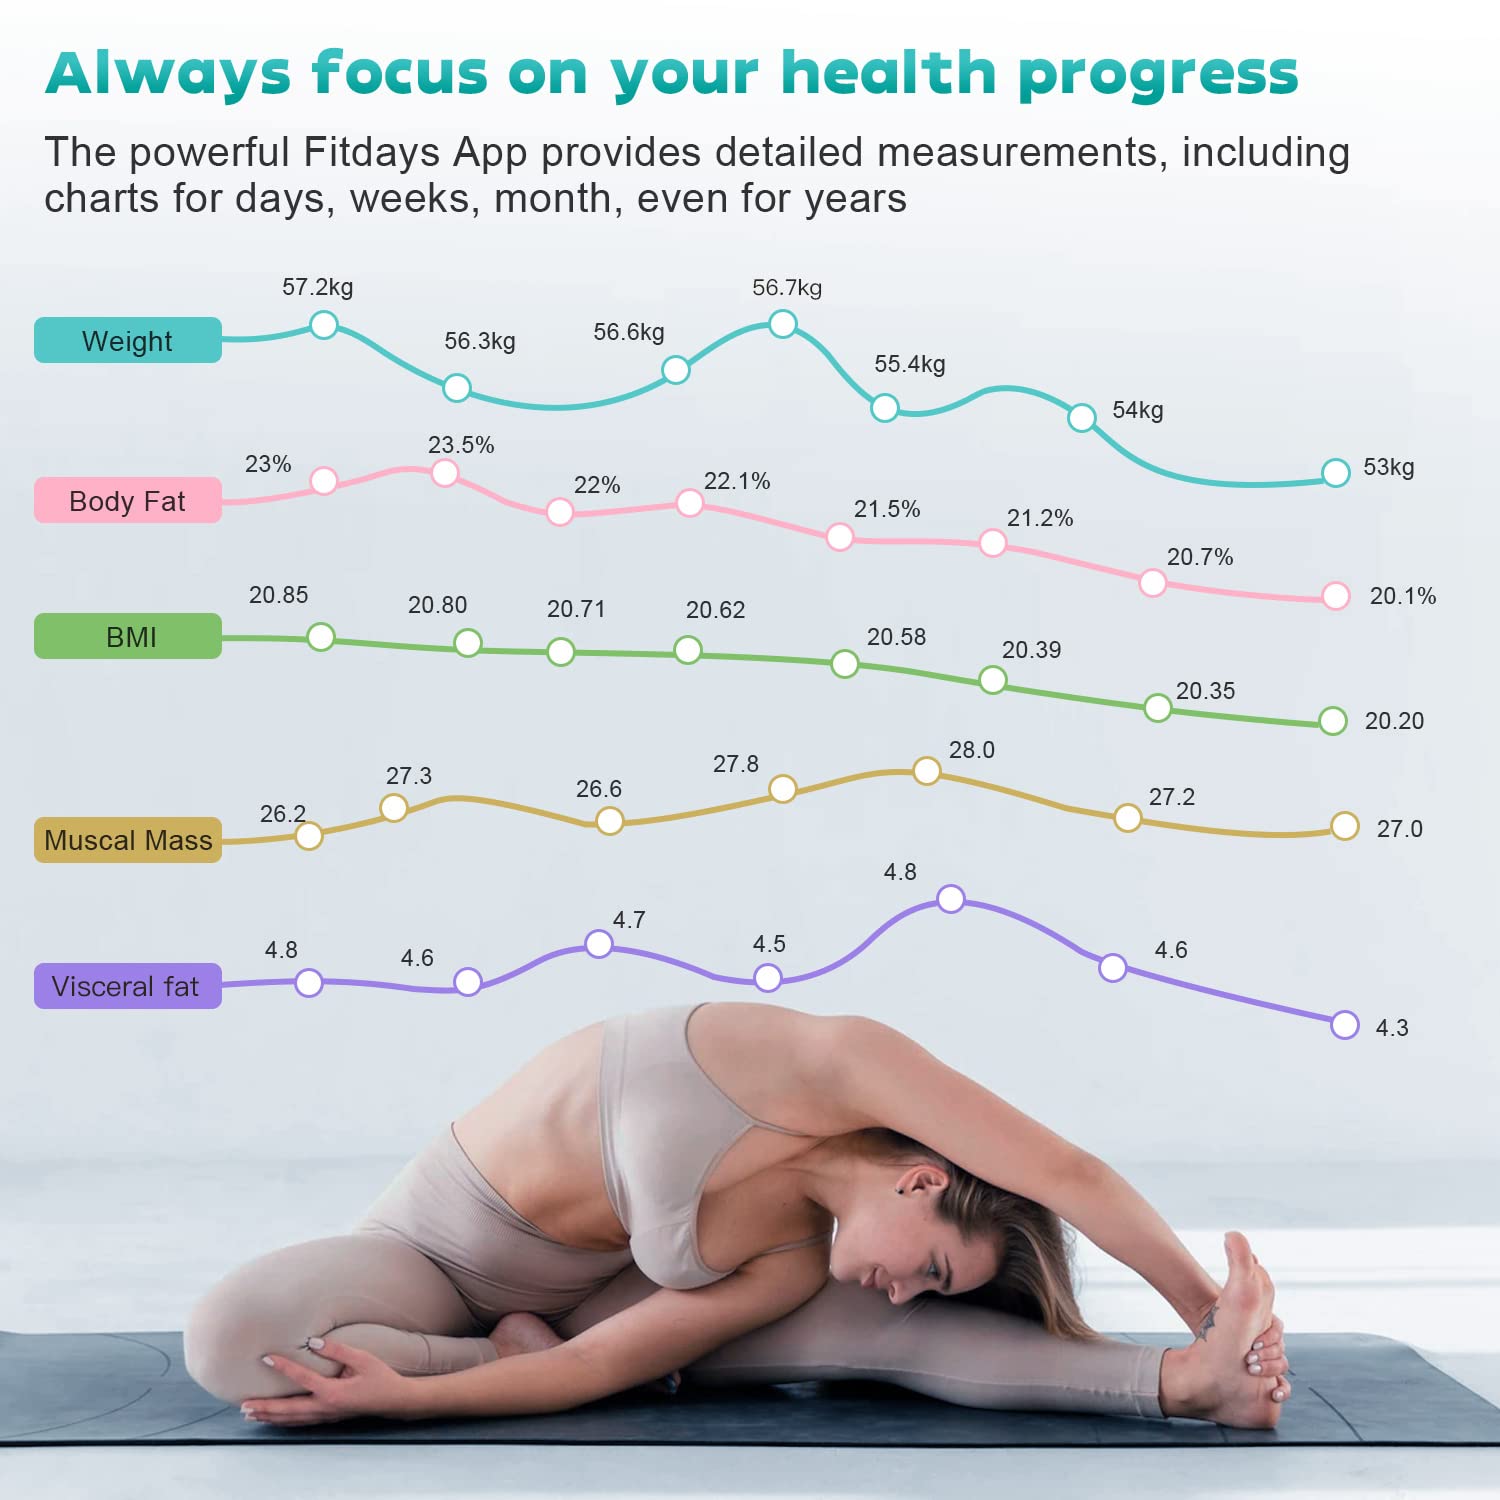 Always focus on your health progress
The powerful Fitdays App provides detailed measurements, including
charts for days, weeks, month, even for years
Weight
57.2kg
56.3kg
56.6kg
56.7kg
55.4kg
54kg
53kg
Body Fat
23%
23.5%
22%
22.1%
21.5%
21.2%
20.7%
20.1%
BMI
20.85
20.80
20.71
20.62
20.58
20.39
20.35
20.20
Muscal Mass
26.2
27.3
26.6
27.8
28.0
27.2
27.0
Visceral fat
4.8
4.6
4.7
4.5
4.8
4.6
4.3